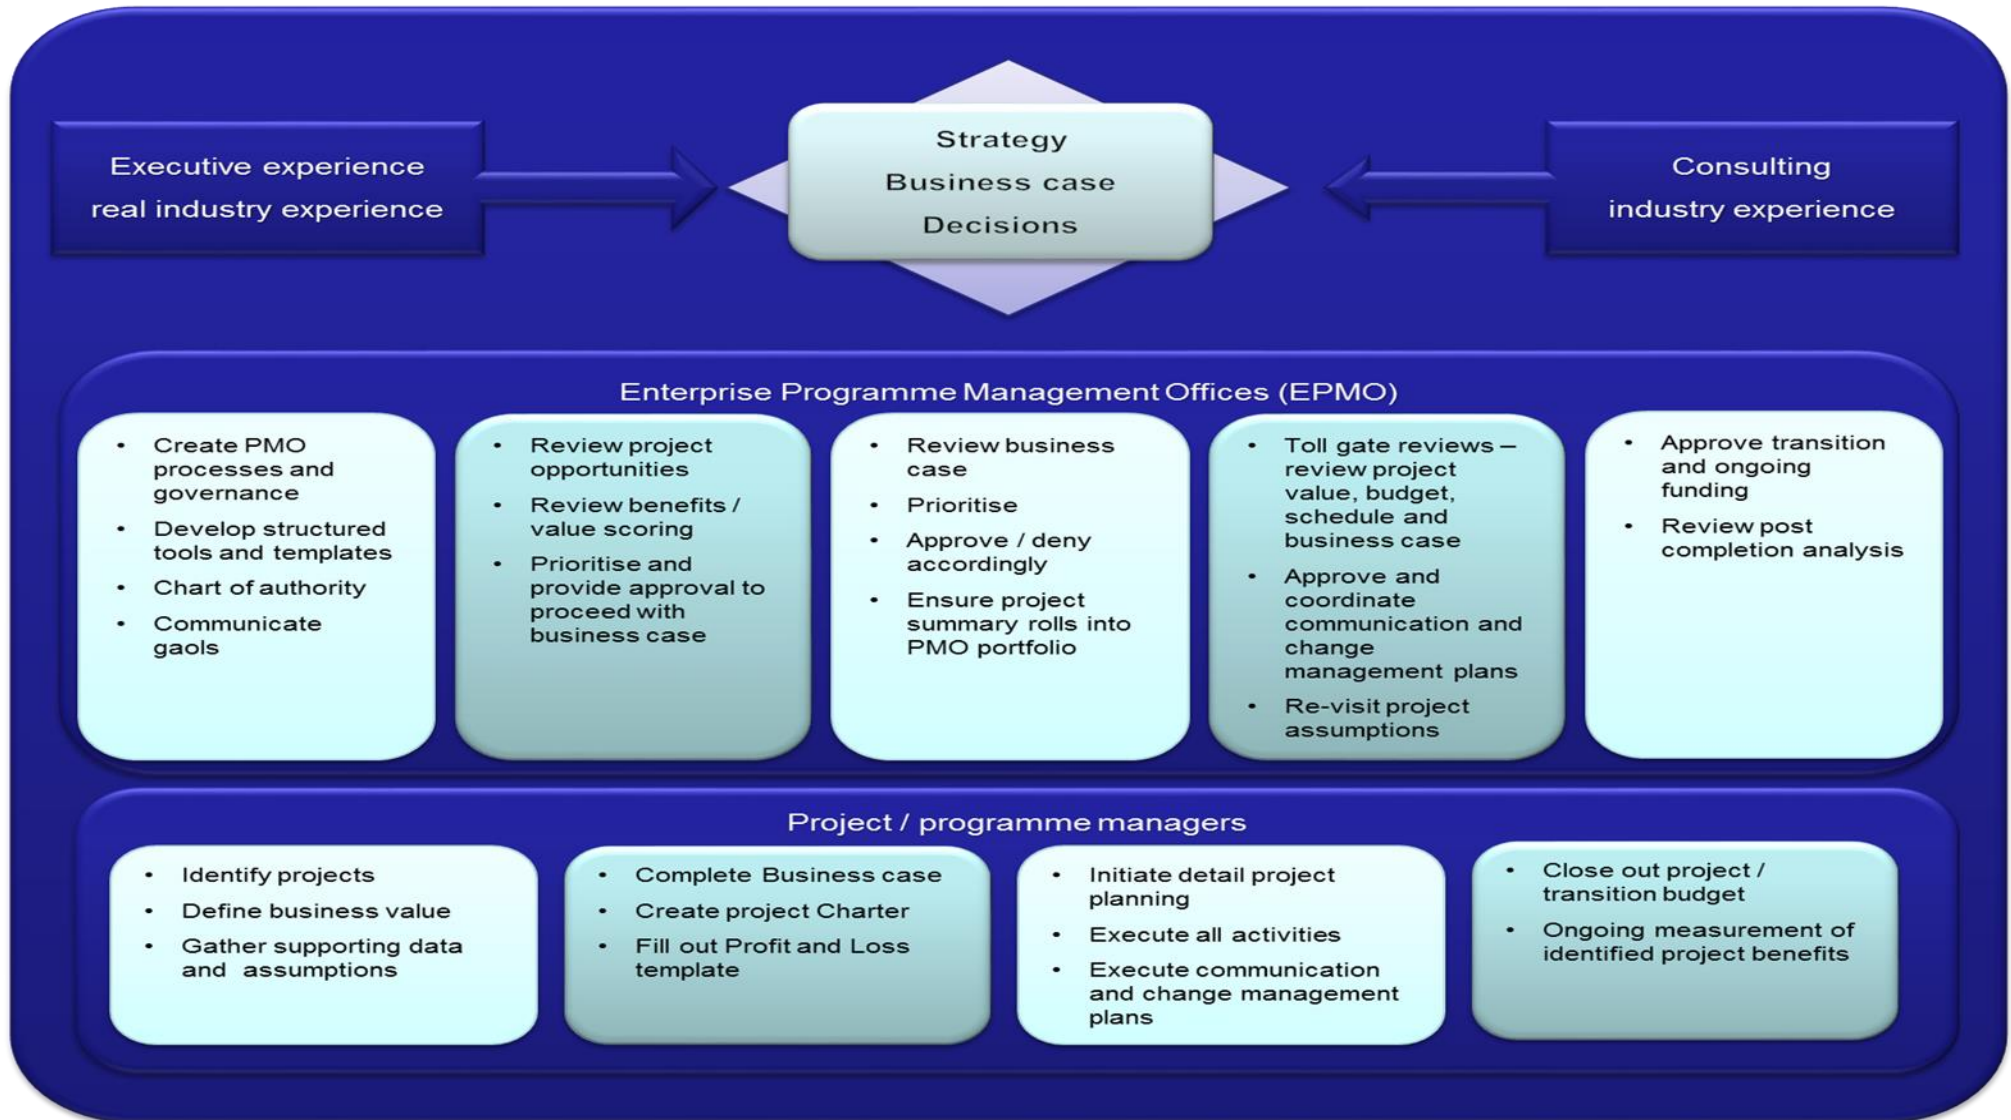 Executive experience
real industry experience
Strategy
Business case
Decisions
Consulting
industry experience
Enterprise Programme Management Offices (EPMO)
• Create PMO
processes and
governance
• Develop structured
tools and templates
• Chart of authority
• Communicate
gaols
• Review project
opportunities
• Review benefits /
value scoring
• Prioritise and
provide approval to
proceed with
business case
• Review business
case
• Prioritise
• Approve / deny
accordingly
• Ensure project
summary rolls into
PMO portfolio
• Toll gate reviews –
review project
value, budget,
schedule and
business case
• Approve and
coordinate
communication and
change
management plans
• Re-visit project
assumptions
• Approve transition
and ongoing
funding
• Review post
completion analysis
Project / programme managers
• Identify projects
• Define business value
• Gather supporting data
and assumptions
• Complete Business case
• Create project Charter
• Fill out Profit and Loss
template
• Initiate detail project
planning
• Execute all activities
• Execute communication
and change management
plans
• Close out project /
transition budget
• Ongoing measurement of
identified project benefits